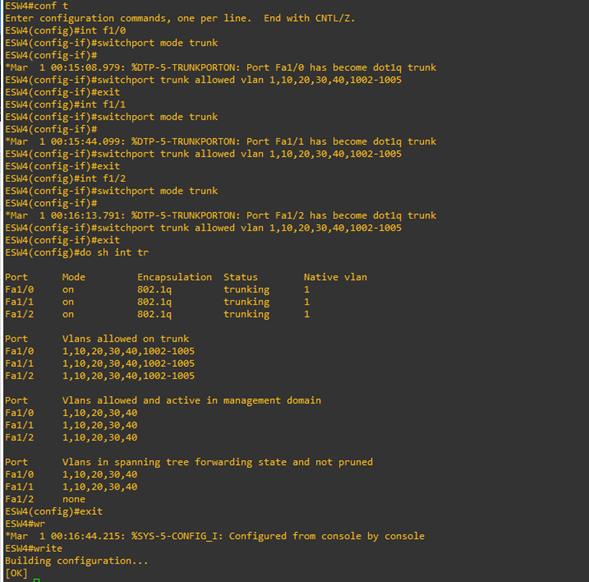 ESW4#conf t
Enter configuration commands, one per line.  End with CNTL/Z.
ESW4(config)#int f1/0
ESW4(config-if)#switchport mode trunk
ESW4(config-if)#
*Mar  1 00:15:08.979: %DTP-5-TRUNKPORTON: Port Fa1/0 has become dot1q trunk
ESW4(config-if)#switchport trunk allowed vlan 1,10,20,30,40,1002-1005
ESW4(config-if)#exit
ESW4(config)#int f1/1
ESW4(config-if)#switchport mode trunk
ESW4(config-if)#
*Mar  1 00:15:44.099: %DTP-5-TRUNKPORTON: Port Fa1/1 has become dot1q trunk
ESW4(config-if)#switchport trunk allowed vlan 1,10,20,30,40,1002-1005
ESW4(config-if)#exit
ESW4(config)#int f1/2
ESW4(config-if)#switchport mode trunk
ESW4(config-if)#
*Mar  1 00:16:13.791: %DTP-5-TRUNKPORTON: Port Fa1/2 has become dot1q trunk
ESW4(config-if)#switchport trunk allowed vlan 1,10,20,30,40,1002-1005
ESW4(config-if)#exit
ESW4(config)#do sh int tr
Port      Mode         Encapsulation  Status        Native vlan
Fa1/0     on           802.1q         trunking      1
Fa1/1     on           802.1q         trunking      1
Fa1/2     on           802.1q         trunking      1
Port      Vlans allowed on trunk
Fa1/0     1,10,20,30,40,1002-1005
Fa1/1     1,10,20,30,40,1002-1005
Fa1/2     1,10,20,30,40,1002-1005
Port      Vlans allowed and active in management domain
Fa1/0     1,10,20,30,40
Fa1/1     1,10,20,30,40
Fa1/2     1,10,20,30,40
Port      Vlans in spanning tree forwarding state and not pruned
Fa1/0     1,10,20,30,40
Fa1/1     1,10,20,30,40
Fa1/2     none
ESW4(config)#exit
ESW4#wr
*Mar  1 00:16:44.215: %SYS-5-CONFIG_I: Configured from console by console
ESW4#write
Building configuration...
[OK]